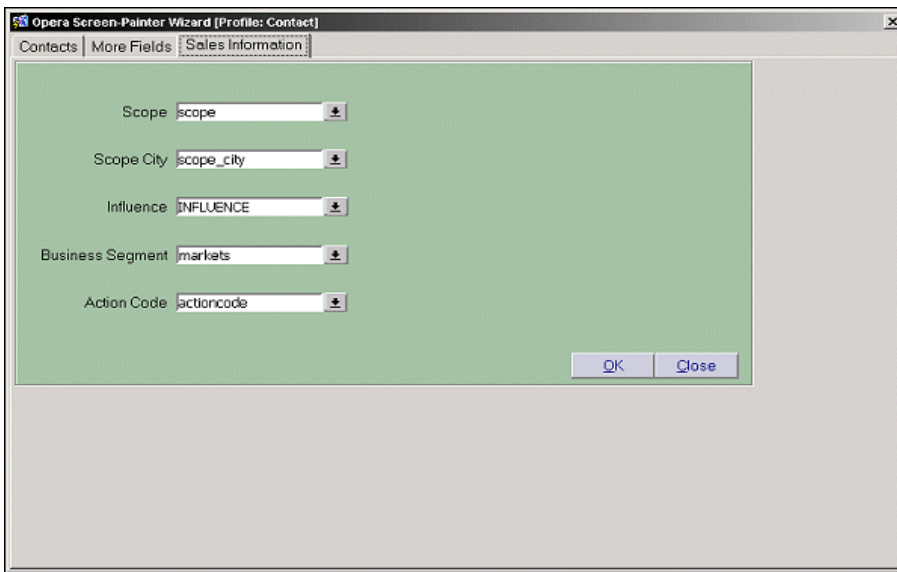 Opera Screen-Painter Wizard [Profile: Contact]
Contacts More Fields Sales Information
Scope scope
Scope City scope_city
Influence INFLUENCE
Business Segment markets
Action Code actioncode
OK Close